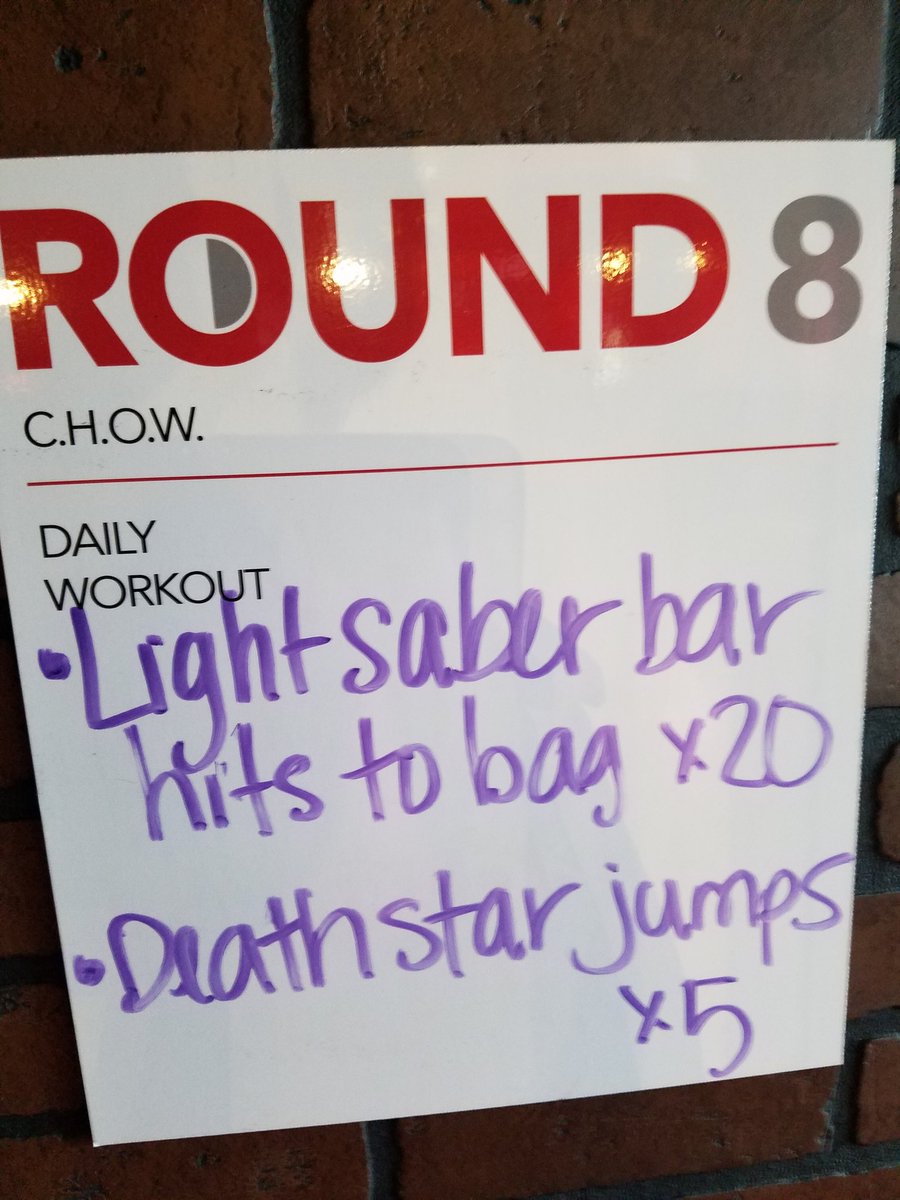 ROUND 8
C.H.O.W.
DAILY
WORKOUT
• Light saber bar
hits to bag x20
• Death star jumps
x5